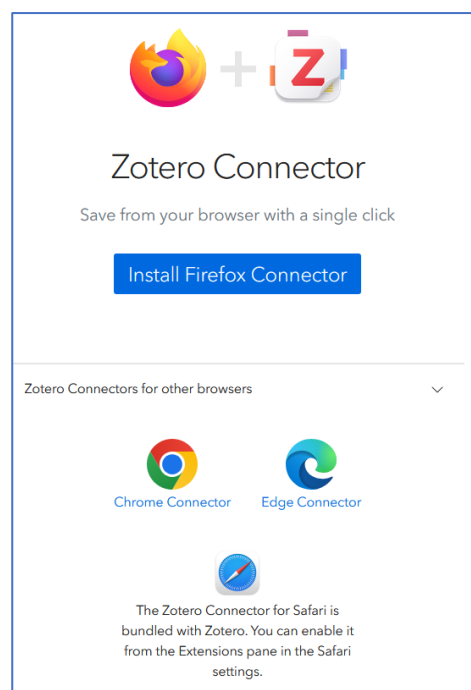 Z
Zotero Connector
Save from your browser with a single click
Install Firefox Connector
Zotero Connectors for other browsers
Chrome Connector
Edge Connector
The Zotero Connector for Safari is
bundled with Zotero. You can enable it
from the Extensions pane in the Safari
settings.